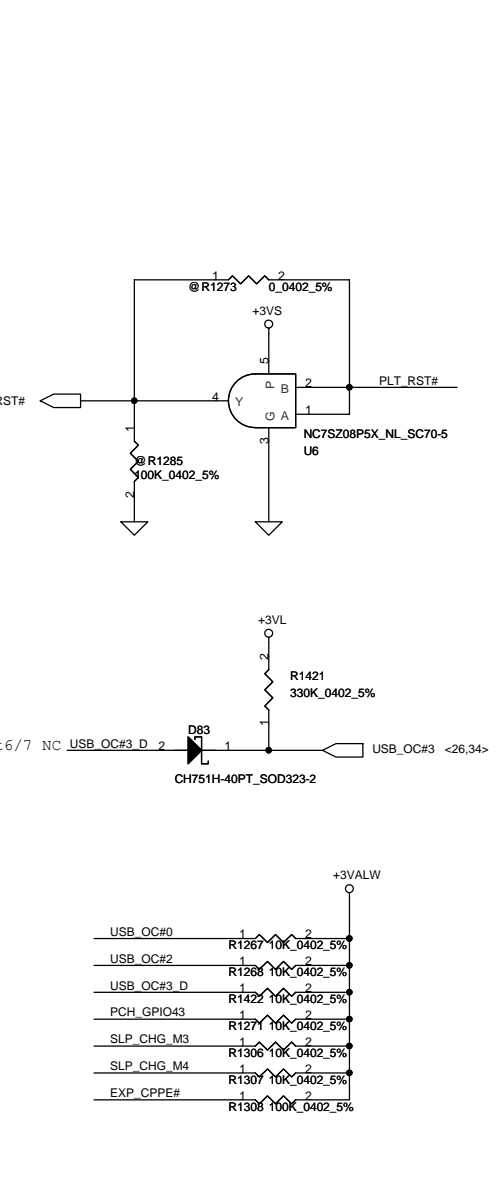 1 2
@R1273 0_0402_5%
+3VS
5
P B 2 PLT_RST#
RST# 4 Y
G A 1
1 3 NC7SZ08P5X_NL_SC70-5
U6
@R1285
100K_0402_5%
2
+3VL
2
R1421
330K_0402_5%
1
D83
t6/7 NC USB_OC#3_D 2 1 USB_OC#3 <26,34>
CH751H-40PT_SOD323-2
+3VALW
USB_OC#0 1 2
R1267 10K_0402_5%
USB_OC#2 1 2
R1268 10K_0402_5%
USB_OC#3_D 1 2
R1422 10K_0402_5%
PCH_GPIO43 1 2
R1271 10K_0402_5%
SLP_CHG_M3 1 2
R1306 10K_0402_5%
SLP_CHG_M4 1 2
R1307 10K_0402_5%
EXP_CPPE# 1 2
R1308 100K_0402_5%